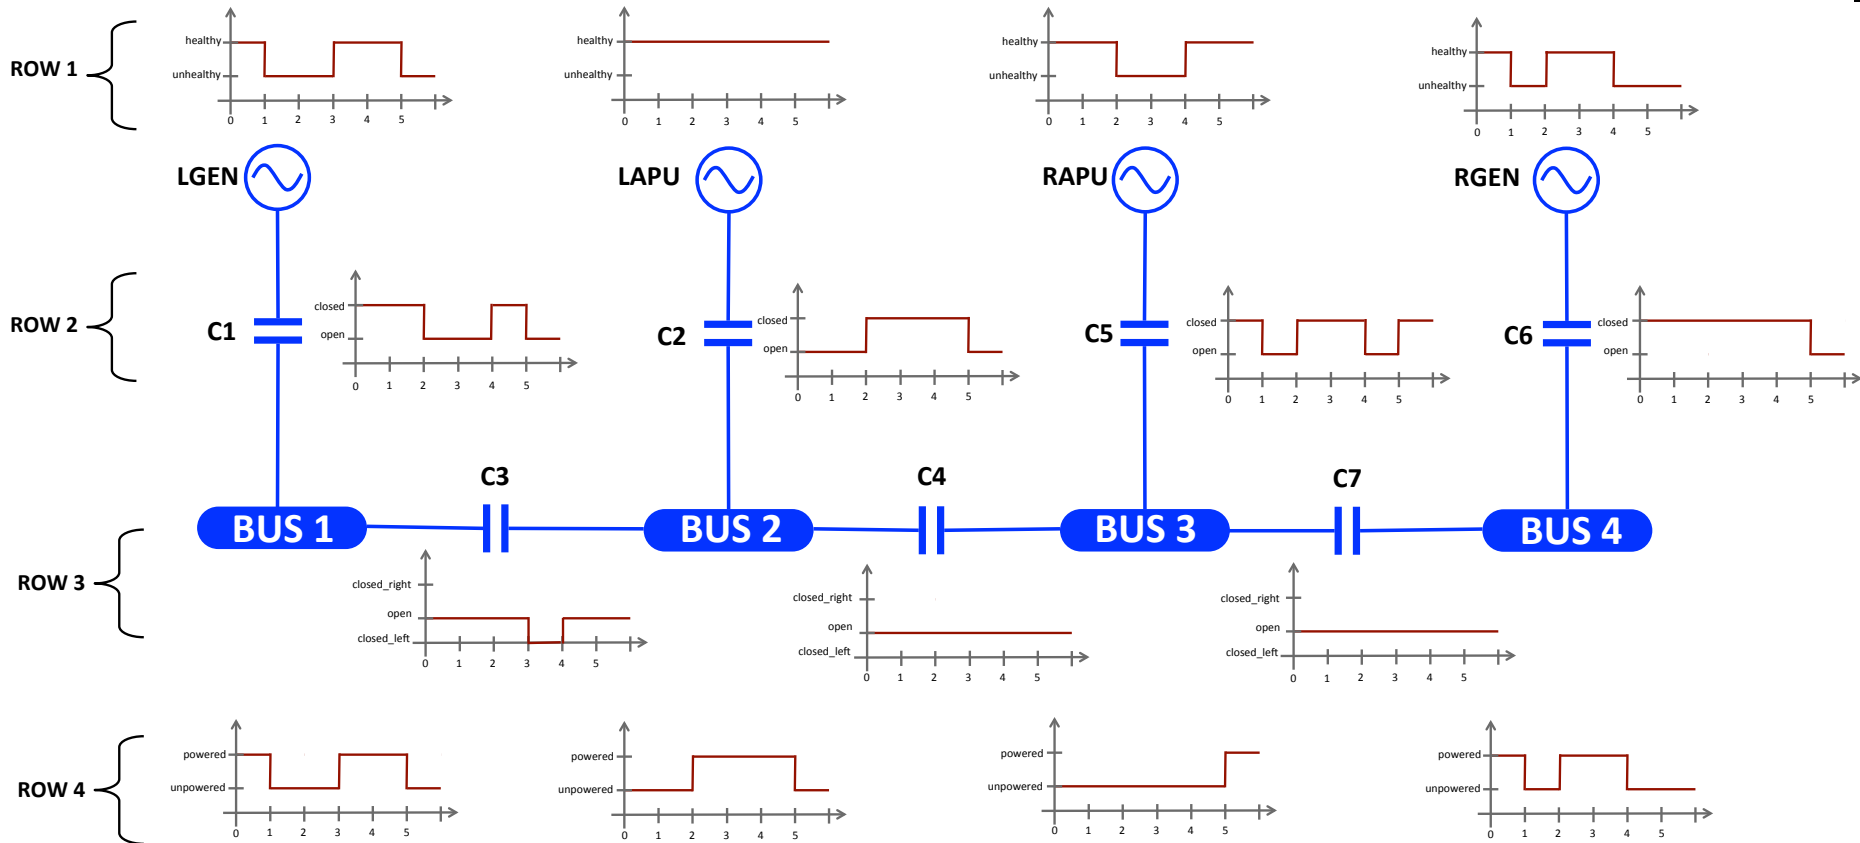 ROW 1
healthy
unhealthy
0 1 2 3 4 5
healthy
unhealthy
0 1 2 3 4 5
healthy
unhealthy
0 1 2 3 4 5
healthy
unhealthy
0 1 2 3 4 5
LGEN
LAPU
RAPU
RGEN
ROW 2
C1
closed
open
0 1 2 3 4 5
C2
closed
open
0 1 2 3 4 5
C5
closed
open
0 1 2 3 4 5
C6
closed
open
0 1 2 3 4 5
C3
C4
C7
BUS 1
BUS 2
BUS 3
BUS 4
ROW 3
closed_right
open
closed_left
0 1 2 3 4 5
closed_right
open
closed_left
0 1 2 3 4 5
closed_right
open
closed_left
0 1 2 3 4 5
ROW 4
powered
unpowered
0 1 2 3 4 5
powered
unpowered
0 1 2 3 4 5
powered
unpowered
0 1 2 3 4 5
powered
unpowered
0 1 2 3 4 5